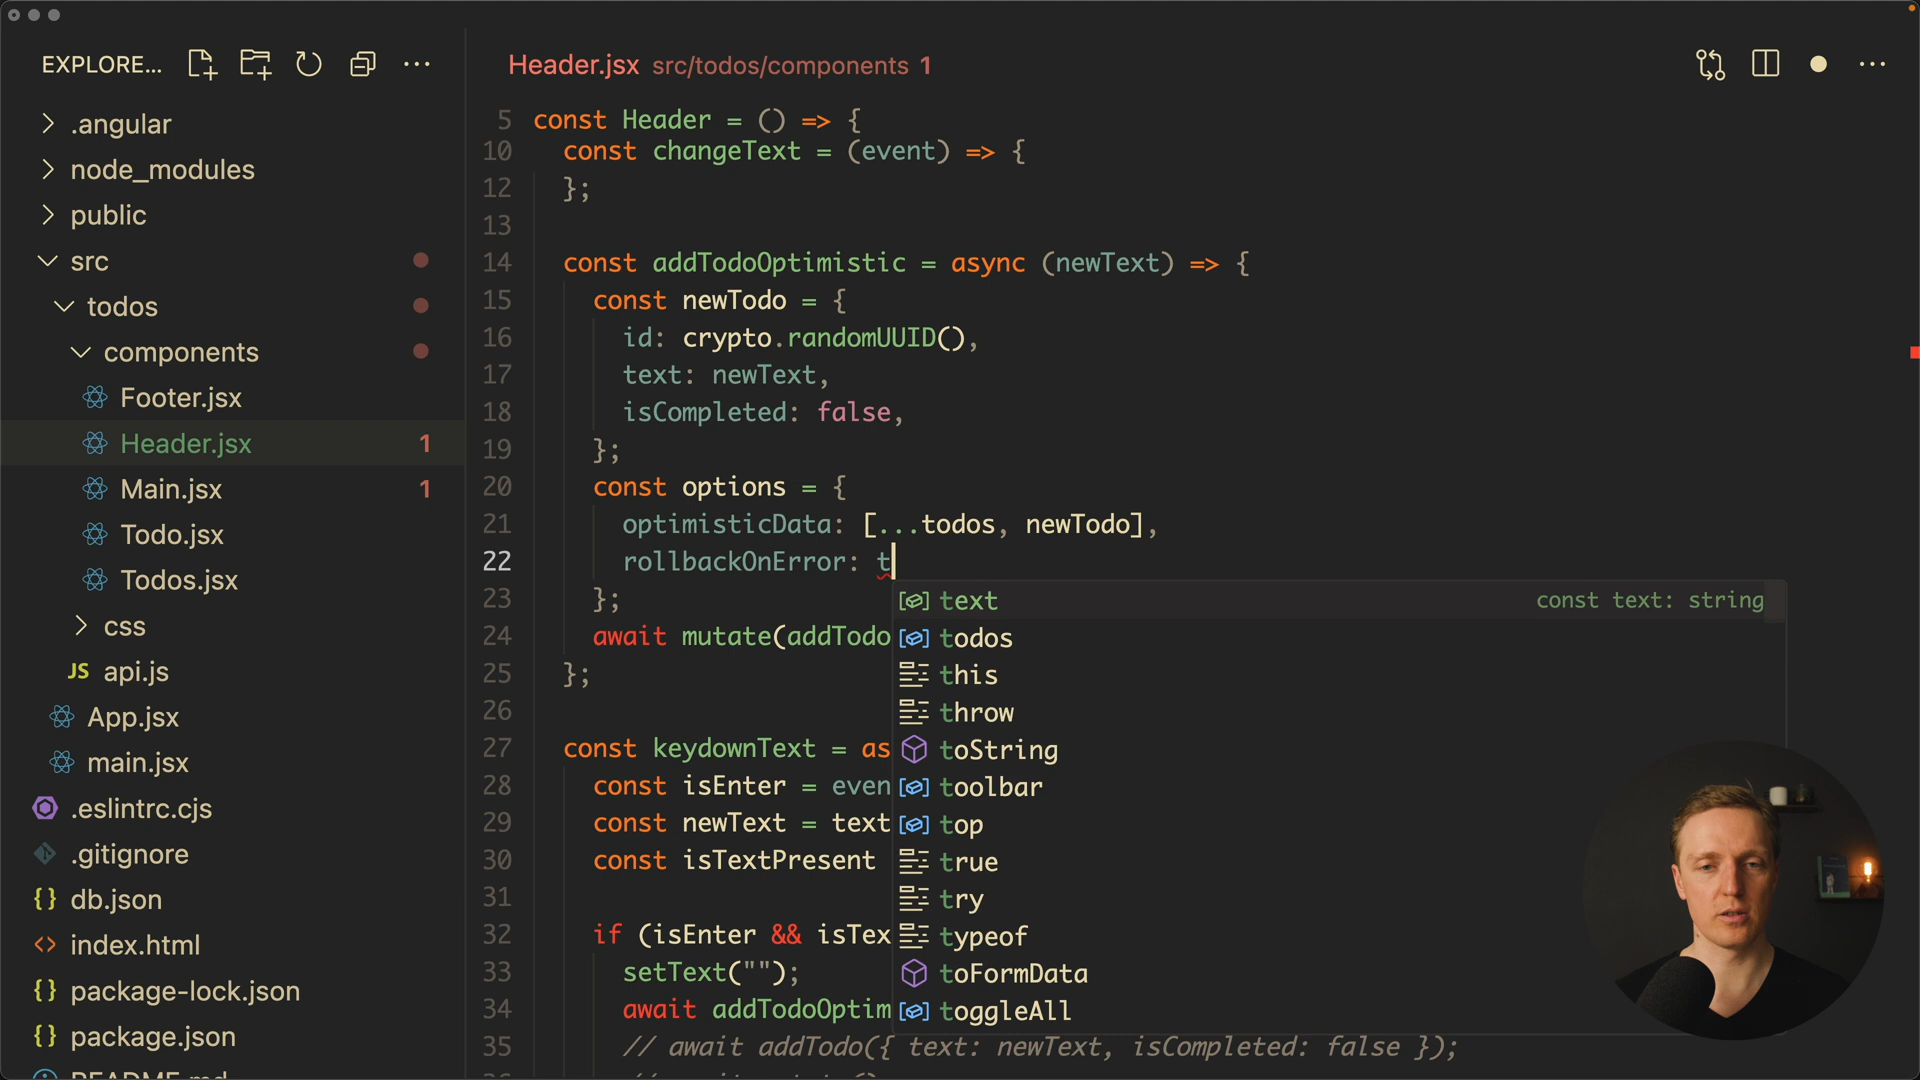 EXPLORE...
Header.jsx src/todos/components 1
.angular
node_modules
public
src
todos
components
Footer.jsx
Header.jsx 1
Main.jsx 1
Todo.jsx
Todos.jsx
css
JS api.js
App.jsx
main.jsx
.eslintrc.cjs
.gitignore
{} db.json
<> index.html
{} package-lock.json
{} package.json
README.md
5 const Header = () => {
10 const changeText = (event) => {
12 };
13
14 const addTodoOptimistic = async (newText) => {
15 const newTodo = {
16 id: crypto.randomUUID(),
17 text: newText,
18 isCompleted: false,
19 };
20 const options = {
21 optimisticData: [...todos, newTodo],
22 rollbackOnError: t
23 };
24 await mutate(addTodo
25 };
26
27 const keydownText = as
28 const isEnter = even
29 const newText = text
30 const isTextPresent
31
32 if (isEnter && isTex
33 setText("");
34 await addTodoOptim
35 // await addTodo({ text: newText, isCompleted: false });
text const text: string
todos
this
throw
toString
toolbar
top
true
try
typeof
toFormData
toggleAll